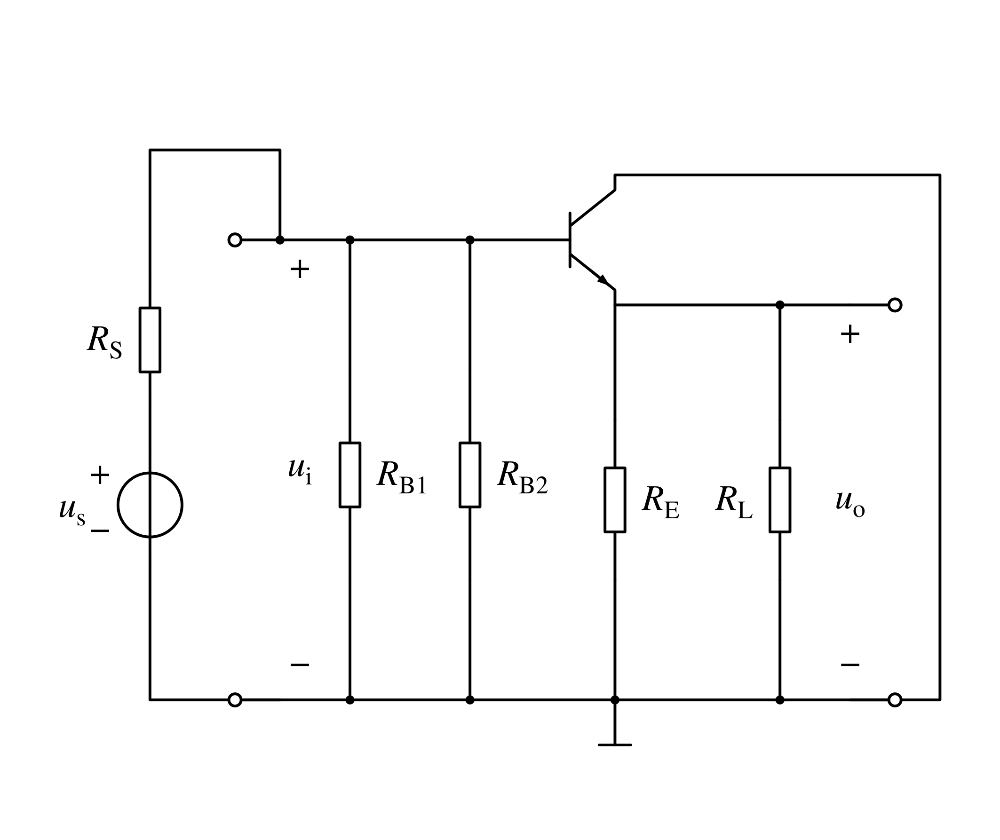 +
R_S
+
+
u_i
R_B1
R_B2
u_s
R_E
R_L
u_o
+
−
−
−